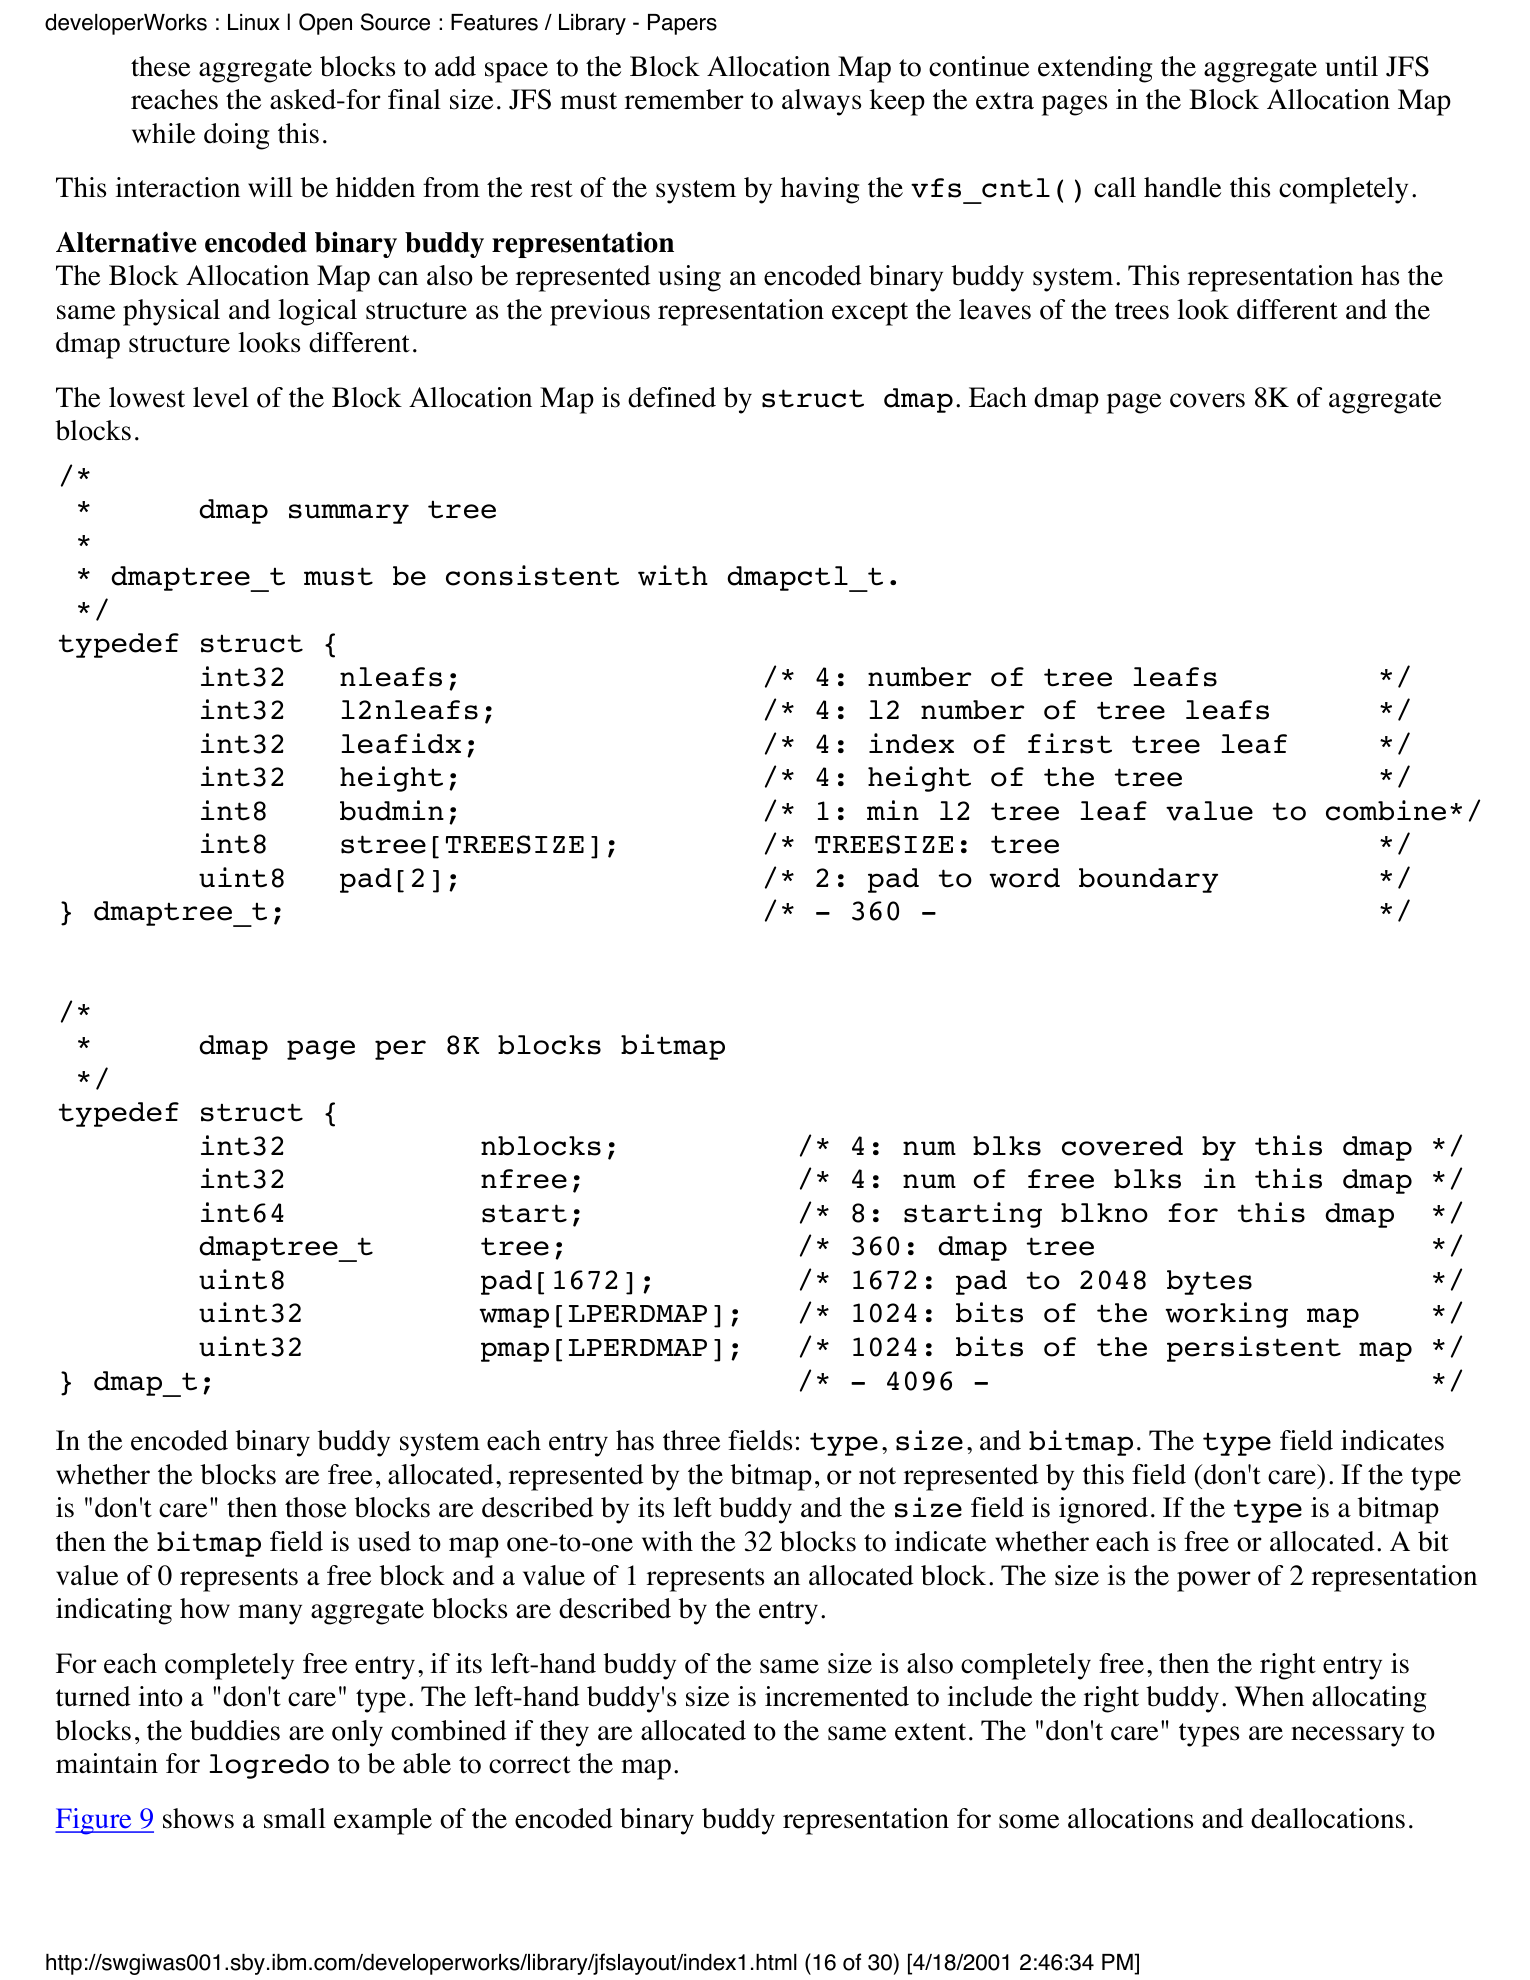 developerWorks : Linux | Open Source : Features / Library - Papers
these aggregate blocks to add space to the Block Allocation Map to continue extending the aggregate until JFS
reaches the asked-for final size. JFS must remember to always keep the extra pages in the Block Allocation Map
while doing this.
This interaction will be hidden from the rest of the system by having the vfs_cntl() call handle this completely.
Alternative encoded binary buddy representation
The Block Allocation Map can also be represented using an encoded binary buddy system. This representation has the
same physical and logical structure as the previous representation except the leaves of the trees look different and the
dmap structure looks different.
The lowest level of the Block Allocation Map is defined by struct dmap. Each dmap page covers 8K of aggregate
blocks.
/*
 *      dmap summary tree
 *
 * dmaptree_t must be consistent with dmapctl_t.
 */
typedef struct {
        int32   nleafs;                 /* 4: number of tree leafs         */
        int32   l2nleafs;               /* 4: l2 number of tree leafs      */
        int32   leafidx;                /* 4: index of first tree leaf     */
        int32   height;                 /* 4: height of the tree           */
        int8    budmin;                 /* 1: min l2 tree leaf value to combine*/
        int8    stree[TREESIZE];        /* TREESIZE: tree                  */
        uint8   pad[2];                 /* 2: pad to word boundary         */
} dmaptree_t;                           /* - 360 -                         */
/*
 *      dmap page per 8K blocks bitmap
 */
typedef struct {
        int32           nblocks;          /* 4: num blks covered by this dmap */
        int32           nfree;            /* 4: num of free blks in this dmap */
        int64           start;            /* 8: starting blkno for this dmap  */
        dmaptree_t      tree;             /* 360: dmap tree                   */
        uint8           pad[1672];        /* 1672: pad to 2048 bytes          */
        uint32          wmap[LPERDMAP];   /* 1024: bits of the working map    */
        uint32          pmap[LPERDMAP];   /* 1024: bits of the persistent map */
} dmap_t;                                 /* - 4096 -                         */
In the encoded binary buddy system each entry has three fields: type, size, and bitmap. The type field indicates
whether the blocks are free, allocated, represented by the bitmap, or not represented by this field (don't care). If the type
is "don't care" then those blocks are described by its left buddy and the size field is ignored. If the type is a bitmap
then the bitmap field is used to map one-to-one with the 32 blocks to indicate whether each is free or allocated. A bit
value of 0 represents a free block and a value of 1 represents an allocated block. The size is the power of 2 representation
indicating how many aggregate blocks are described by the entry.
For each completely free entry, if its left-hand buddy of the same size is also completely free, then the right entry is
turned into a "don't care" type. The left-hand buddy's size is incremented to include the right buddy. When allocating
blocks, the buddies are only combined if they are allocated to the same extent. The "don't care" types are necessary to
maintain for logredo to be able to correct the map.
Figure 9 shows a small example of the encoded binary buddy representation for some allocations and deallocations.
http://swgiwas001.sby.ibm.com/developerworks/library/jfslayout/index1.html (16 of 30) [4/18/2001 2:46:34 PM]